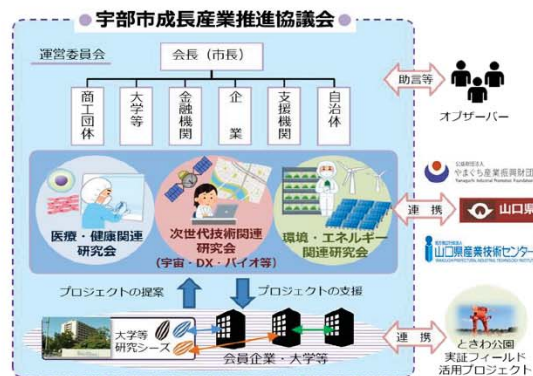 宇部市成長産業推進協議会
運営委員会
会長（市長）
商工団体
大学等
金融機関
企業
支援機関
自治体
助言等
オブザーバー
医療・健康関連
研究会
次世代技術関連
研究会
（宇宙・DX・バイオ等）
環境・エネルギー
関連研究会
連携
公益財団法人
やまぐち産業振興財団
山口県
山口県産業技術センター
プロジェクトの提案
プロジェクトの支援
大学等
研究シーズ
会員企業・大学等
連携
ときわ公園
実証フィールド
活用プロジェクト